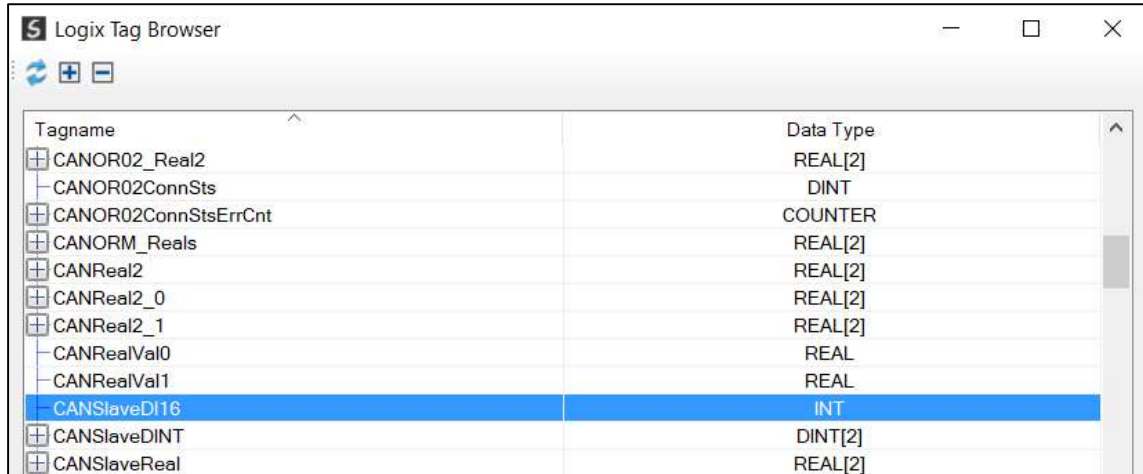 S Logix Tag Browser
Tagname Data Type
CANOR02_Real2 REAL[2]
CANOR02ConnSts DINT
CANOR02ConnStsErrCnt COUNTER
CANORM_Reals REAL[2]
CANReal2 REAL[2]
CANReal2_0 REAL[2]
CANReal2_1 REAL[2]
CANRealVal0 REAL
CANRealVal1 REAL
CANSlaveDI16 INT
CANSlaveDINT DINT[2]
CANSlaveReal REAL[2]